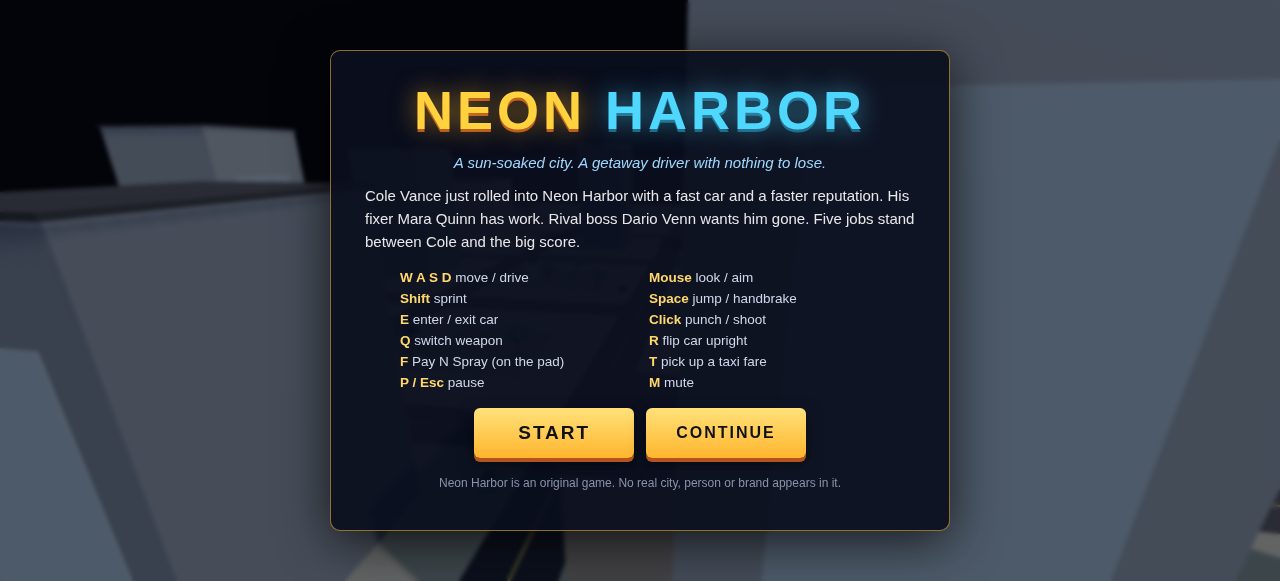 NEON HARBOR
A sun-soaked city. A getaway driver with nothing to lose.
Cole Vance just rolled into Neon Harbor with a fast car and a faster reputation. His
fixer Mara Quinn has work. Rival boss Dario Venn wants him gone. Five jobs stand
between Cole and the big score.
W A S D move / drive
Mouse look / aim
Shift sprint
Space jump / handbrake
E enter / exit car
Click punch / shoot
Q switch weapon
R flip car upright
F Pay N Spray (on the pad)
T pick up a taxi fare
P / Esc pause
M mute
START
CONTINUE
Neon Harbor is an original game. No real city, person or brand appears in it.